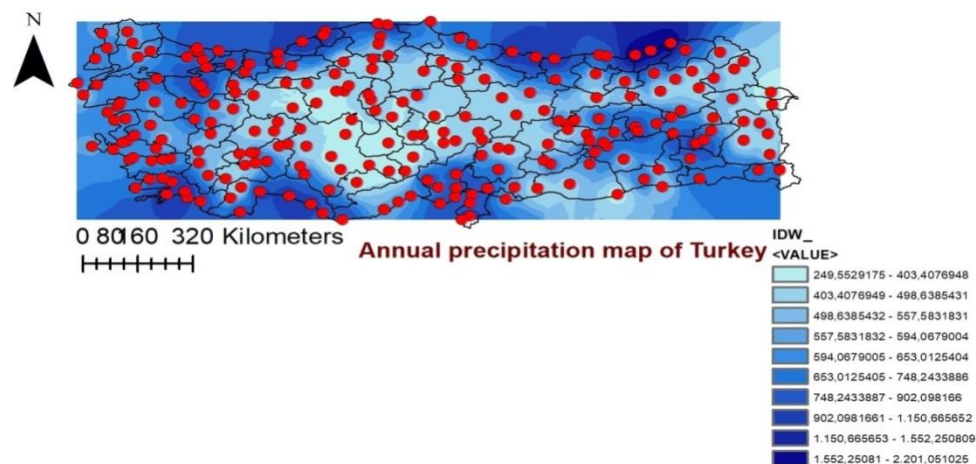 N
0 80160 320 Kilometers
Annual precipitation map of Turkey
IDW_
<VALUE>
249,5529175 - 403,4076948
403,4076949 - 498,6385431
498,6385432 - 557,5831831
557,5831832 - 594,0679004
594,0679005 - 653,0125404
653,0125405 - 748,2433886
748,2433887 - 902,098166
902,0981661 - 1.150,665652
1.150,665653 - 1.552,250809
1.552,25081 - 2.201,051025